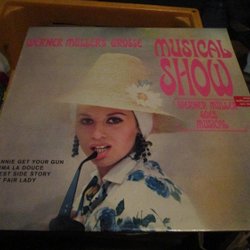 WERNER MÜLLERS GROSSE
MUSICAL
SHOW
WERNER MÜLLER
GOES
MUSICAL
ANNIE GET YOUR GUN
IRMA LA DOUCE
WEST SIDE STORY
MY FAIR LADY